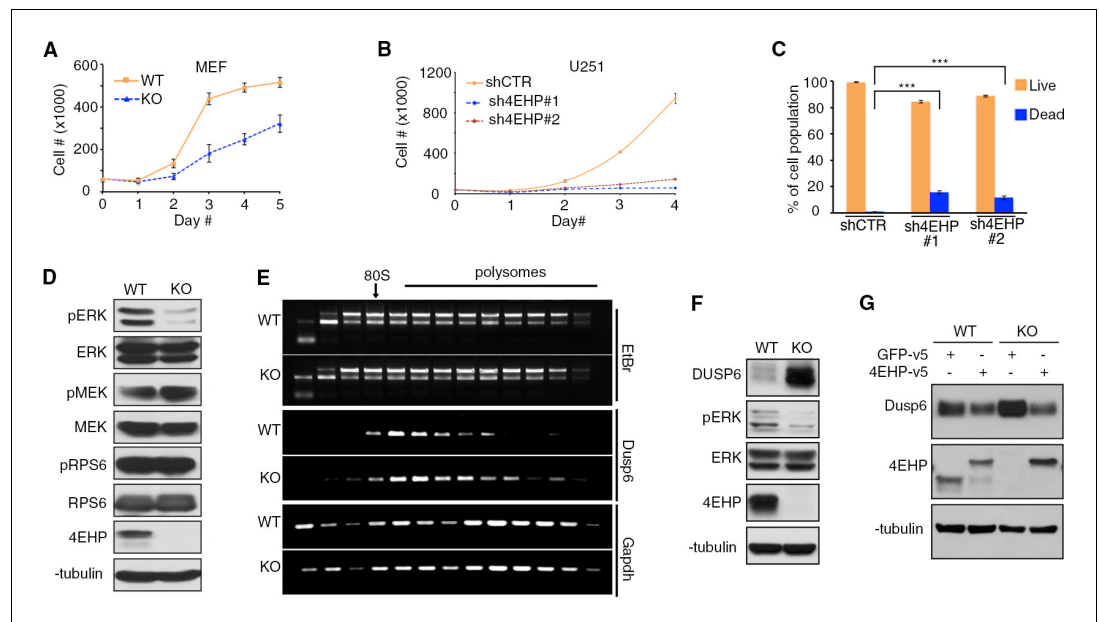 A
MEF
600
400
200
0
Cell # (x1000)
WT
KO
0 1 2 3 4 5
Day #
B
U251
1200
800
400
0
Cell # (x1000)
shCTR
sh4EHP#1
sh4EHP#2
0 1 2 3 4
Day#
C
100
80
60
40
20
0
% of cell population
***
***
Live
Dead
shCTR
sh4EHP
#1
sh4EHP
#2
D
WT KO
pERK
ERK
pMEK
MEK
pRPS6
RPS6
4EHP
-tubulin
E
80S
polysomes
WT
KO
EtBr
WT
KO
Dusp6
WT
KO
Gapdh
F
WT KO
DUSP6
pERK
ERK
4EHP
-tubulin
G
WT KO
GFP-v5 + - + -
4EHP-v5 - + - +
Dusp6
4EHP
-tubulin